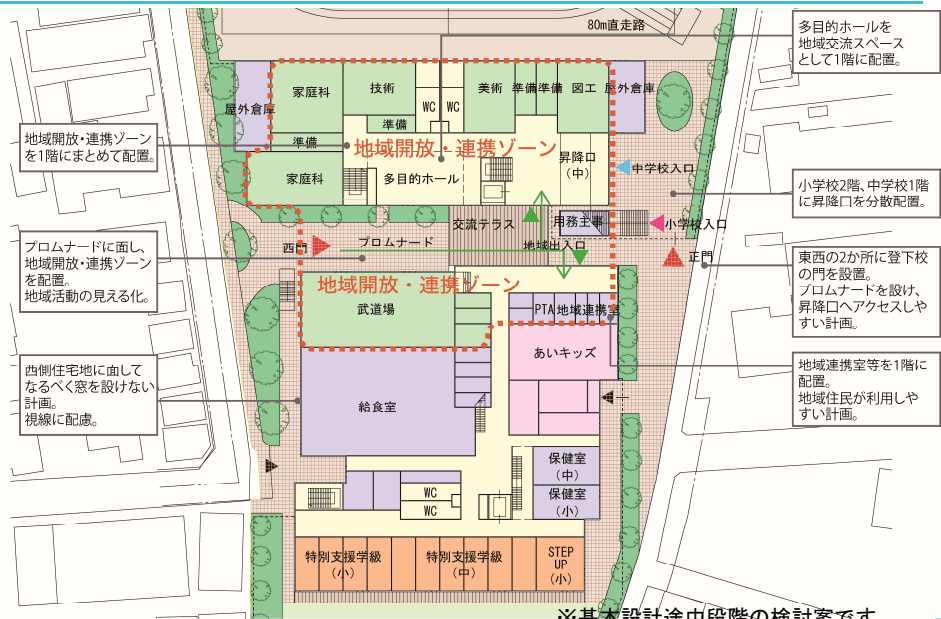 80m直走路
多目的ホールを
地域交流スペース
として1階に配置。
家庭科
技術
WC
WC
美術
準備
準備
図工
屋外倉庫
屋外倉庫
準備
準備
地域開放・連携ゾーン
を1階にまとめて配置。
地域開放・連携ゾーン
昇降口
(中)
中学校入口
家庭科
多目的ホール
小学校2階、中学校1階
に昇降口を分散配置。
交流テラス
用務主事
小学校入口
プロムナードに面し、
地域開放・連携ゾーン
を配置。
地域活動の見える化。
西門
プロムナード
地域出入口
正門
東西の2か所に登下校
の門を設置。
プロムナードを設け、
昇降口へアクセスしや
すい計画。
地域開放・連携ゾーン
武道場
PTA
地域連携室
あいキッズ
西側住宅地に面して
なるべく窓を設けない
計画。
視線に配慮。
地域連携室等を1階に
配置。
地域住民が利用しや
すい計画。
給食室
保健室
(中)
保健室
(小)
WC
WC
特別支援学級
(小)
特別支援学級
(中)
STEP
UP
(小)
※基本設計途中段階の検討案です